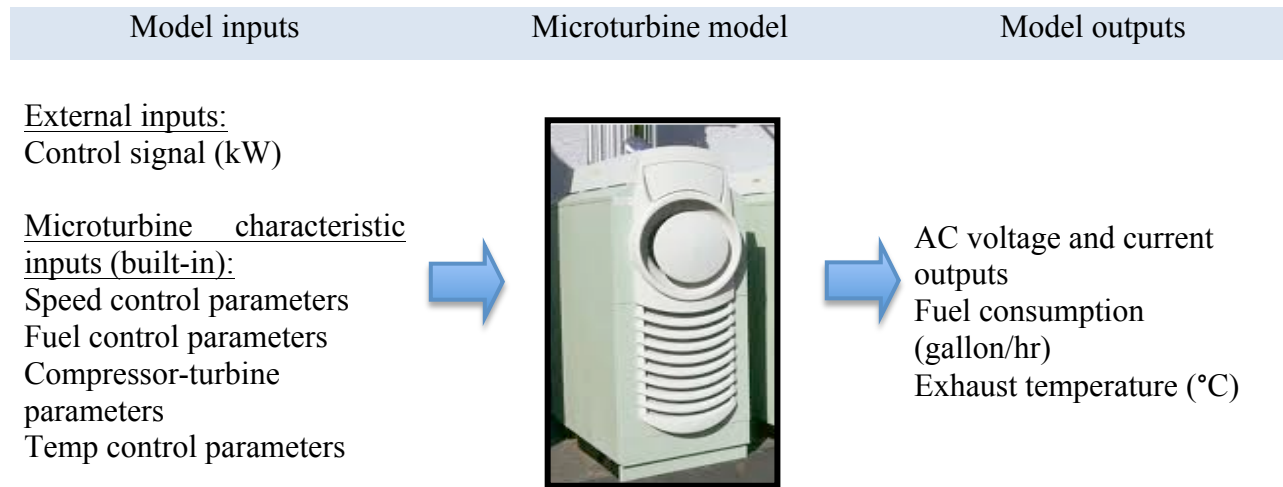 Model inputs
Microturbine model
Model outputs
External inputs:
Control signal (kW)
Microturbine characteristic
inputs (built-in):
Speed control parameters
Fuel control parameters
Compressor-turbine
parameters
Temp control parameters
AC voltage and current
outputs
Fuel consumption
(gallon/hr)
Exhaust temperature (°C)